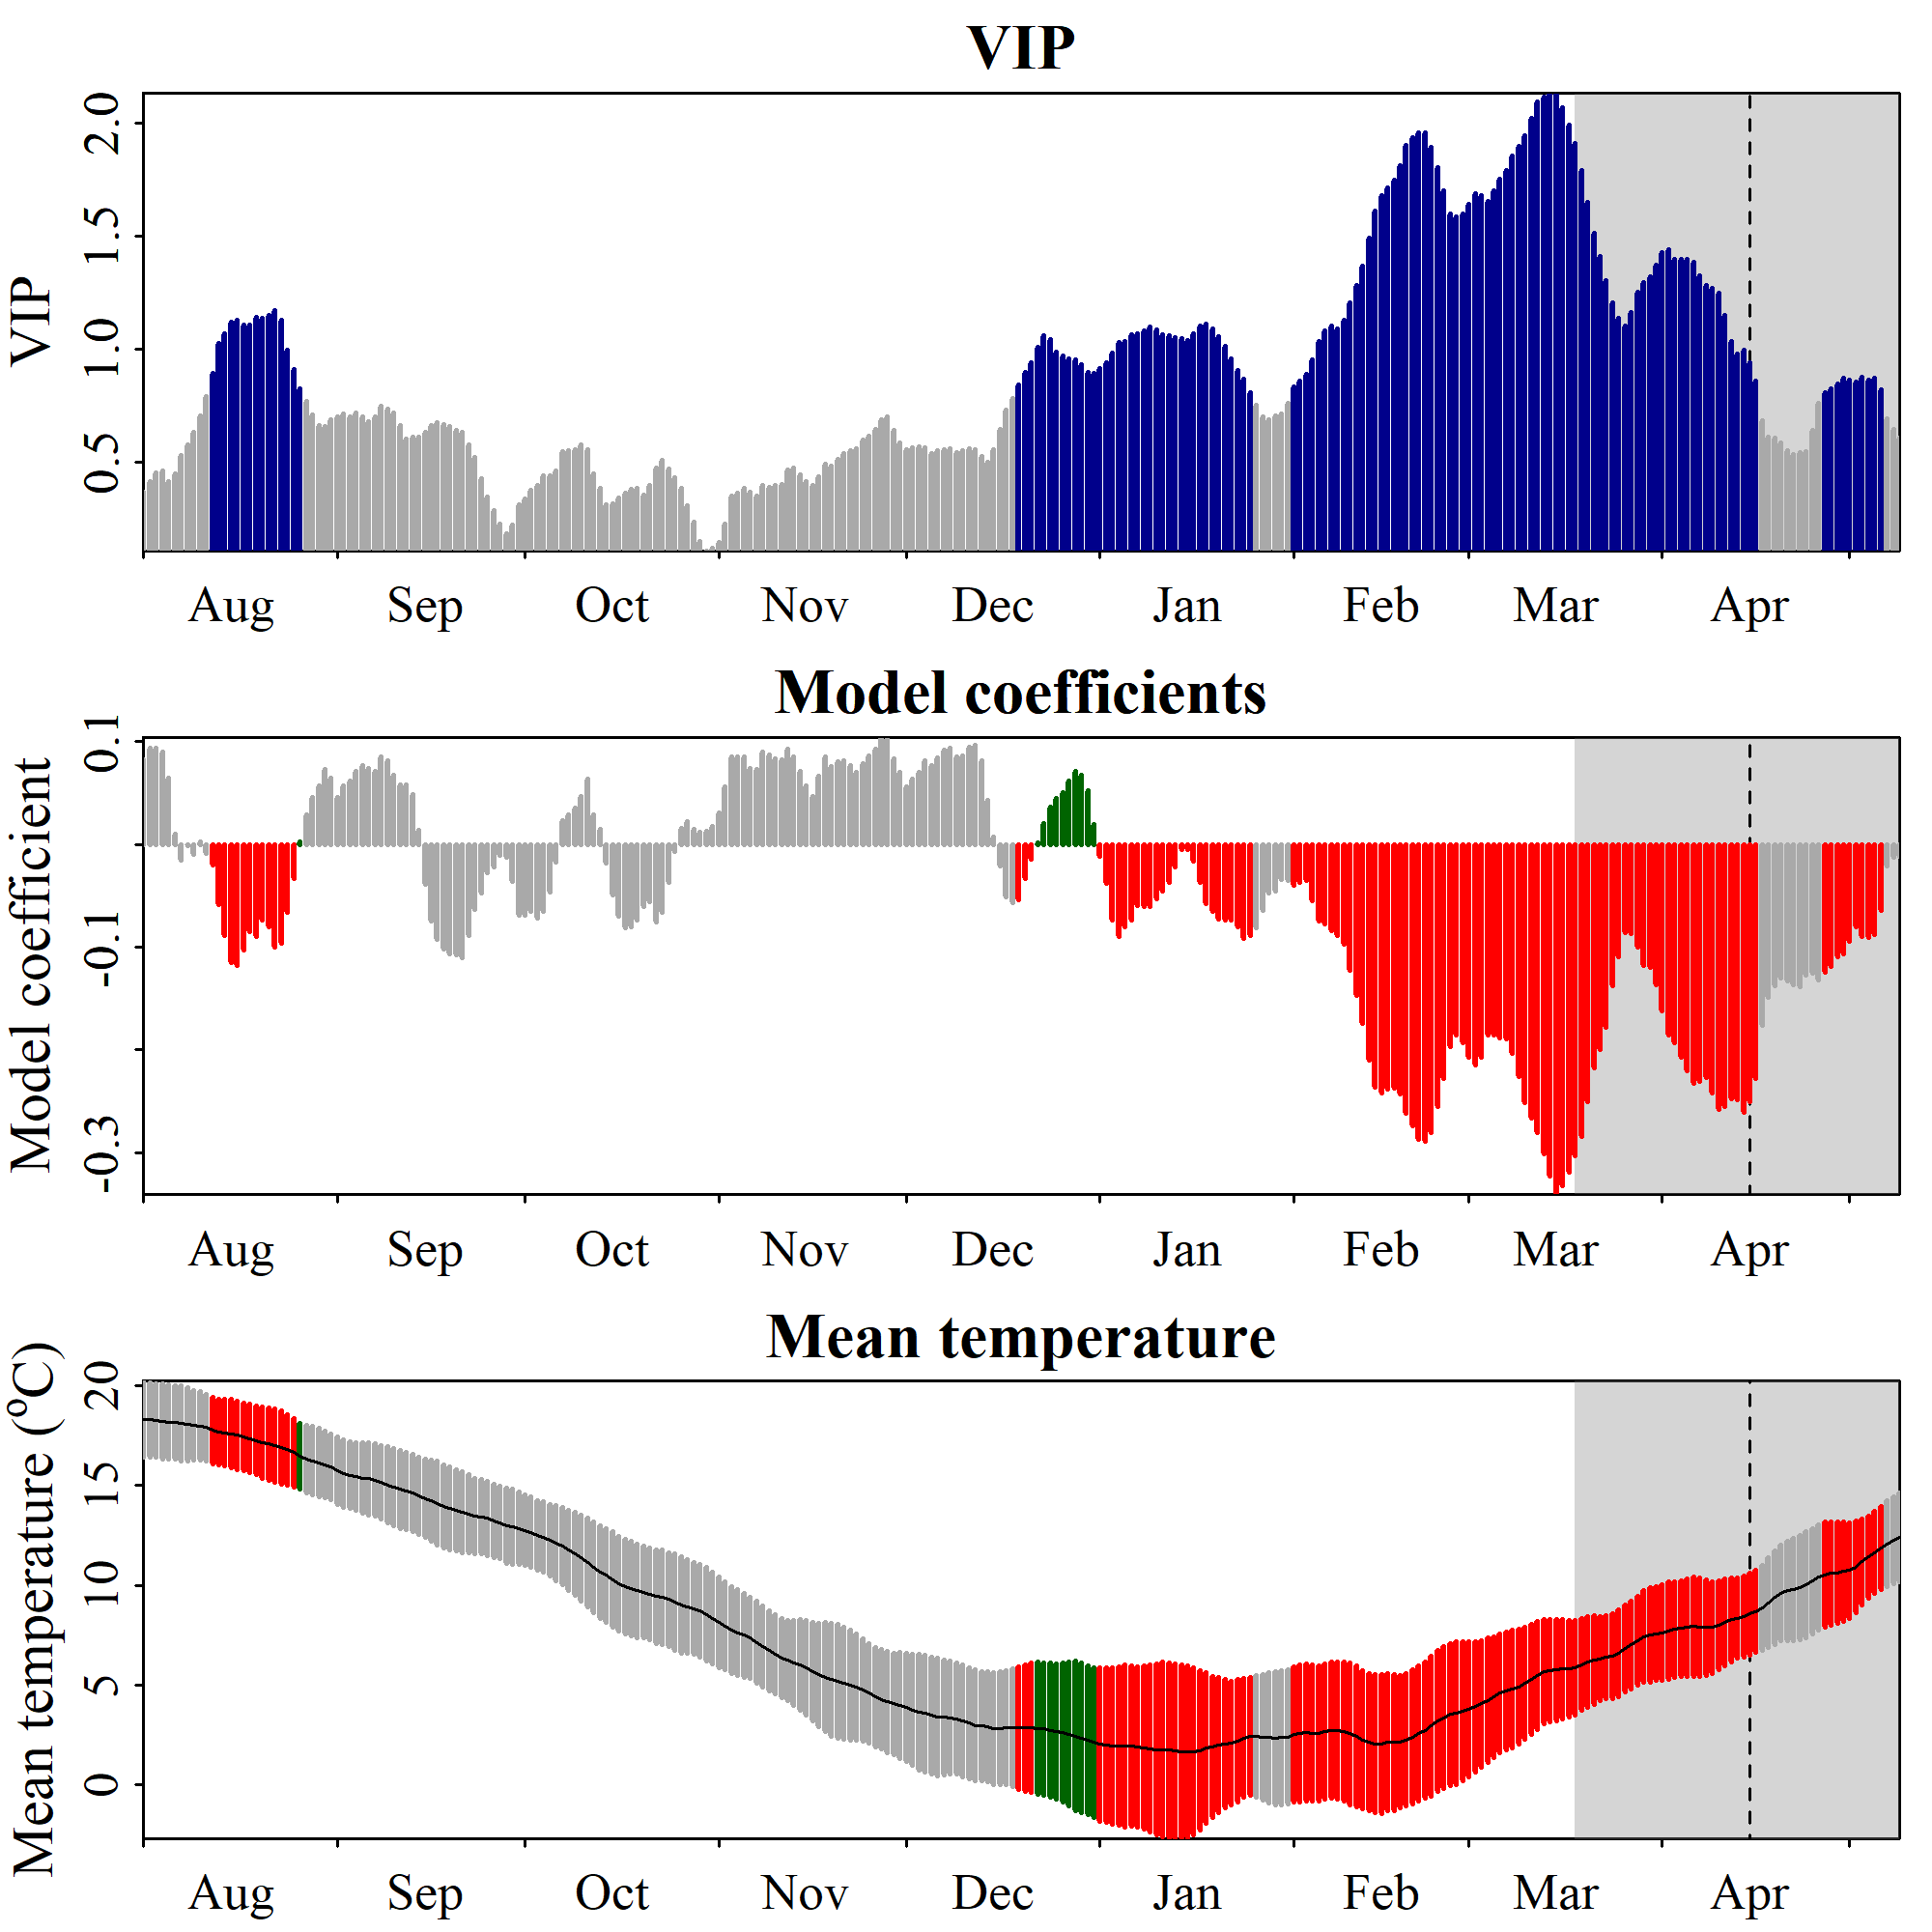 VIP
VIP
2.0
1.5
1.0
0.5
Aug Sep Oct Nov Dec Jan Feb Mar Apr
Model coefficients
Model coefficient
0.1
-0.1
-0.3
Aug Sep Oct Nov Dec Jan Feb Mar Apr
Mean temperature
Mean temperature (ºC)
20
15
10
5
0
Aug Sep Oct Nov Dec Jan Feb Mar Apr